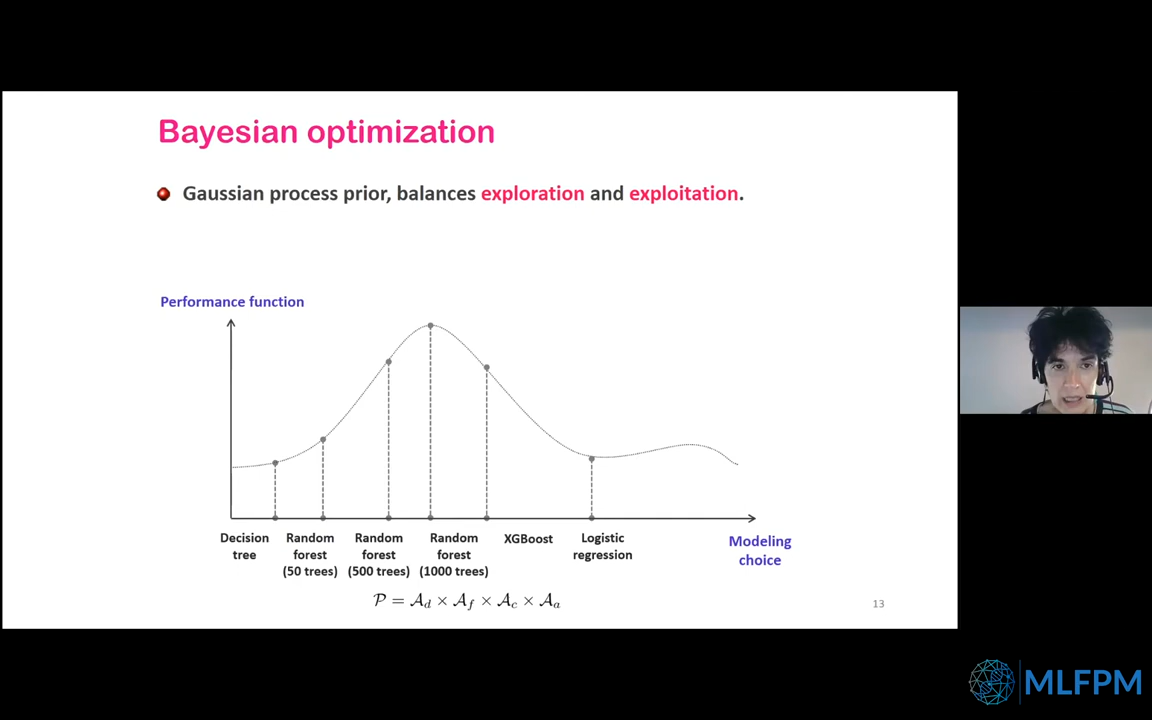 Bayesian optimization
Gaussian process prior, balances exploration and exploitation.
Performance function
Decision tree
Random forest (50 trees)
Random forest (500 trees)
Random forest (1000 trees)
XGBoost
Logistic regression
Modeling choice
𝒫 = 𝒜_d × 𝒜_f × 𝒜_c × 𝒜_a
13
MLFPM